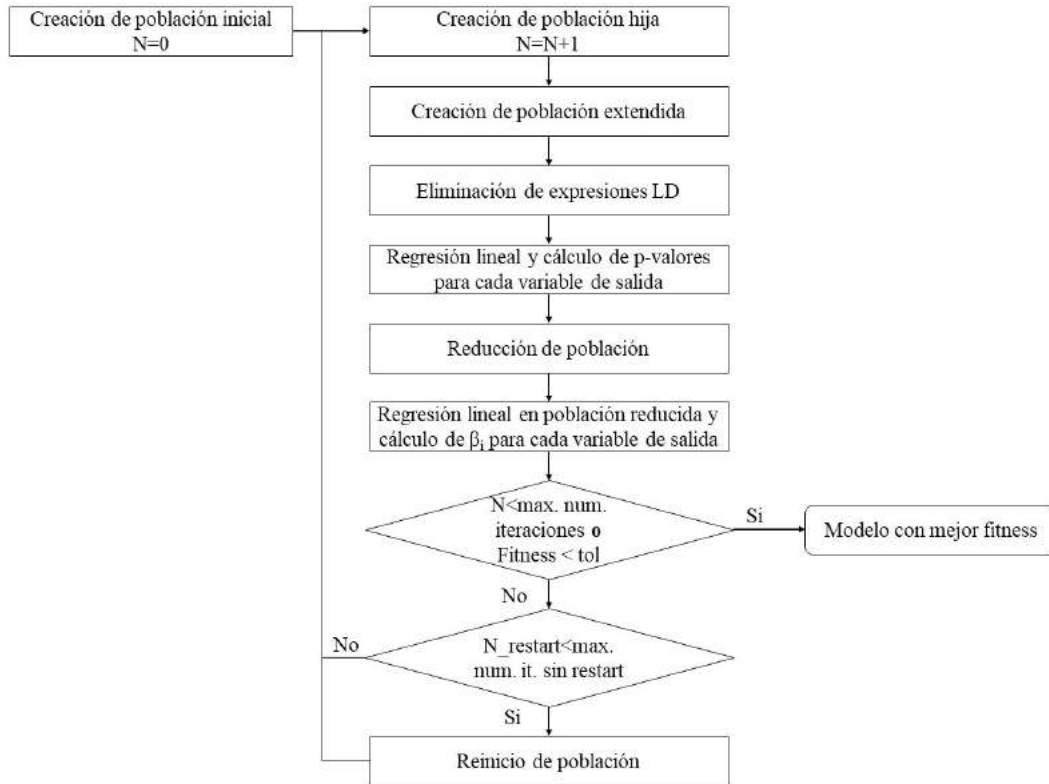 Creación de población inicial
N=0
Creación de población hija
N=N+1
Creación de población extendida
Eliminación de expresiones LD
Regresión lineal y cálculo de p-valores
para cada variable de salida
Reducción de población
Regresión lineal en población reducida y
cálculo de βi para cada variable de salida
N<max. num.
iteraciones o
Fitness < tol
Si
Modelo con mejor fitness
No
N_restart<max.
num. it. sin restart
No
Si
Reinicio de población